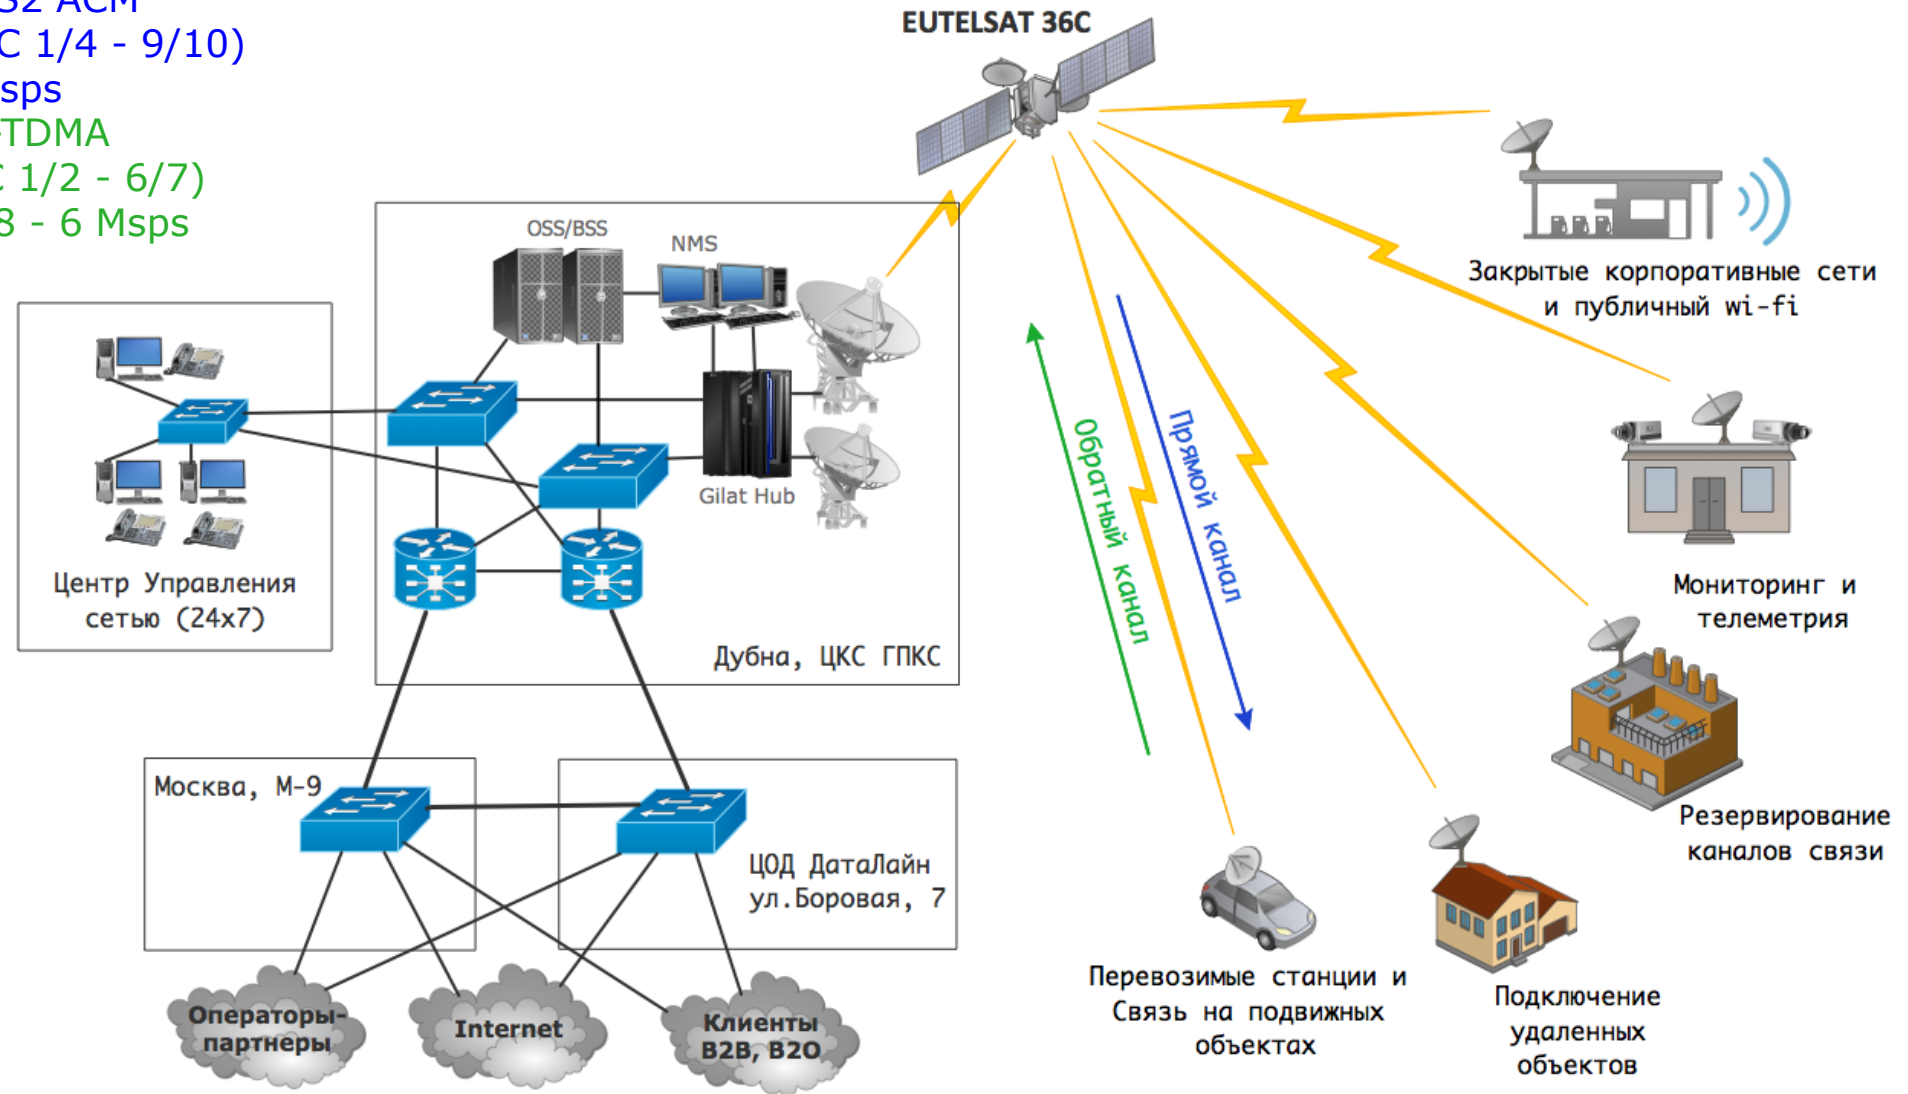 S2 ACM
C 1/4 - 9/10)
sps
-TDMA
C 1/2 - 6/7)
8 - 6 Msps
EUTELSAT 36C
OSS/BSS
NMS
Gilat Hub
Центр Управления
сетью (24x7)
Дубна, ЦКС ГПКС
Москва, М-9
ЦОД ДатаЛайн
ул.Боровая, 7
Операторы-
партнеры
Internet
Клиенты
B2B, B2O
Обратный канал
Прямой канал
Закрытые корпоративные сети
и публичный wi-fi
Мониторинг и
телеметрия
Резервирование
каналов связи
Подключение
удаленных
объектов
Перевозимые станции и
Связь на подвижных
объектах